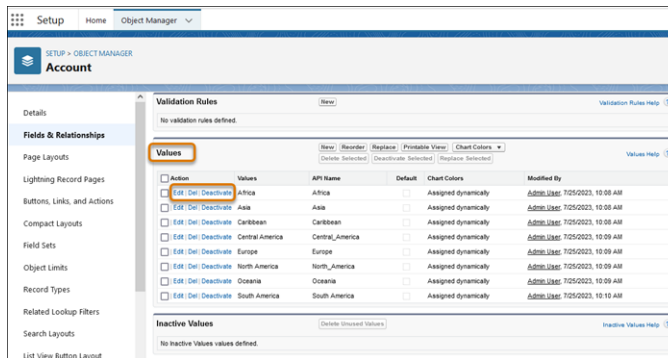 Setup Home Object Manager
SETUP > OBJECT MANAGER
Account
Details
Fields & Relationships
Page Layouts
Lightning Record Pages
Buttons, Links, and Actions
Compact Layouts
Field Sets
Object Limits
Record Types
Related Lookup Filters
Search Layouts
List View Button Layout
Validation Rules New Validation Rules Help ?
No validation rules defined.
Values New Reorder Replace Printable View Chart Colors ▼ Values Help ?
Delete Selected Deactivate Selected Replace Selected
Action Values API Name Default Chart Colors Modified By
Edit | Del | Deactivate Africa Africa Assigned dynamically Admin User, 7/25/2023, 10:08 AM
Edit | Del | Deactivate Asia Asia Assigned dynamically Admin User, 7/25/2023, 10:08 AM
Edit | Del | Deactivate Caribbean Caribbean Assigned dynamically Admin User, 7/25/2023, 10:08 AM
Edit | Del | Deactivate Central America Central_America Assigned dynamically Admin User, 7/25/2023, 10:09 AM
Edit | Del | Deactivate Europe Europe Assigned dynamically Admin User, 7/25/2023, 10:09 AM
Edit | Del | Deactivate North America North_America Assigned dynamically Admin User, 7/25/2023, 10:09 AM
Edit | Del | Deactivate Oceania Oceania Assigned dynamically Admin User, 7/25/2023, 10:09 AM
Edit | Del | Deactivate South America South America Assigned dynamically Admin User, 7/25/2023, 10:10 AM
Inactive Values Delete Unused Values Inactive Values Help ?
No Inactive Values values defined.